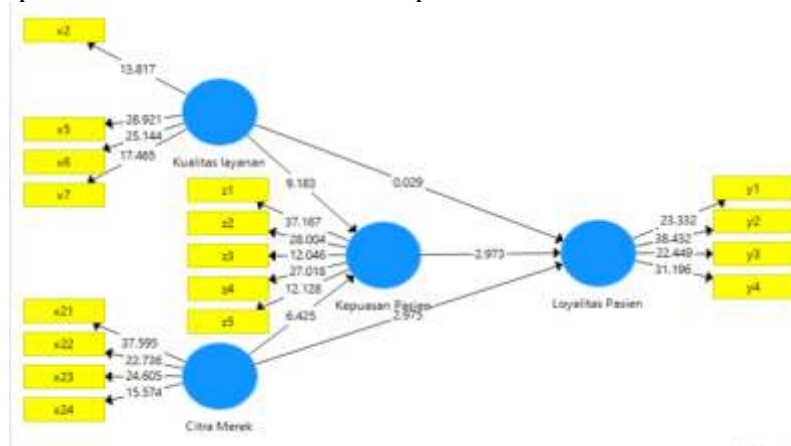 x2
13.817
x5
28.921
x6
25.144
x7
17.465
Kualitas layanan
9.183
0.029
z1
37.167
z2
28.004
z3
12.046
z4
27.018
z5
12.128
Kepuasan Pasien
2.973
6.425
2.975
Loyalitas Pasien
y1
23.332
y2
38.432
y3
22.449
y4
31.196
x21
37.595
x22
22.736
x23
24.605
x24
15.574
Citra Merek